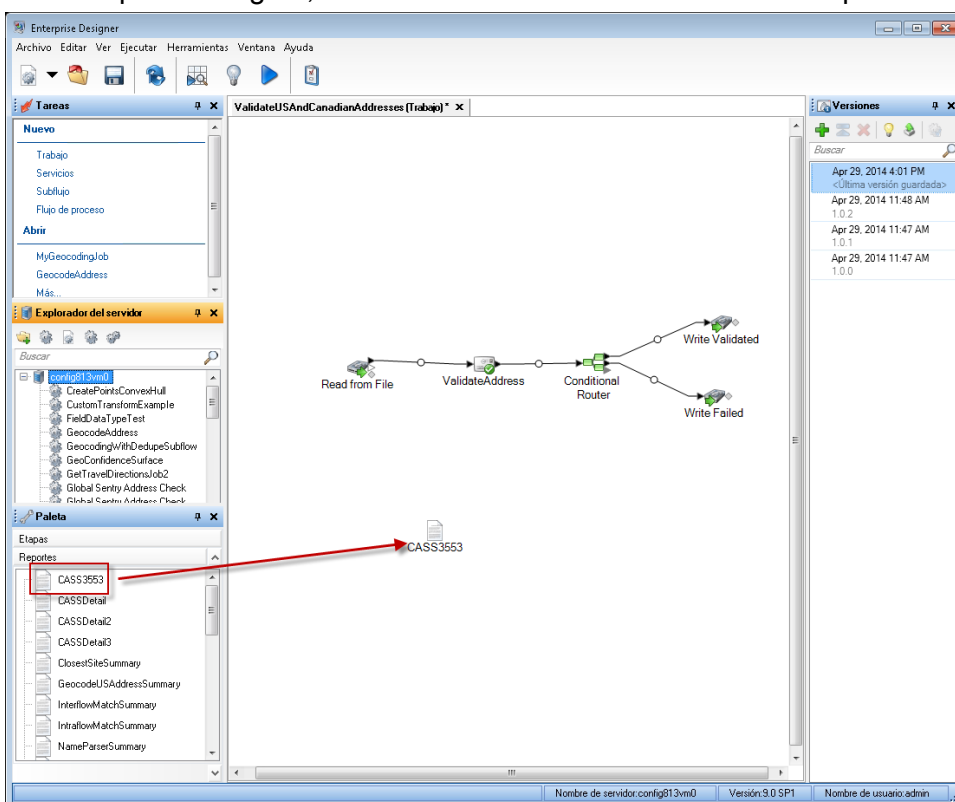 Enterprise Designer
Archivo Editar Ver Ejecutar Herramientas Ventana Ayuda
Tareas
Nuevo
Trabajo
Servicios
Subflujo
Flujo de proceso
Abrir
MyGeocodingJob
GeocodeAddress
Más...
Explorador del servidor
Buscar
config813vm0
CreatePointsConvexHull
CustomTransformExample
FieldDataTypeTest
GeocodeAddress
GeocodingWithDedupeSubflow
GeoConfidenceSurface
GetTravelDirectionsJob2
Global Sentry Address Check
Global Sentry Address Check
Paleta
Etapas
Reportes
CASS3553
CASSDetail
CASSDetail2
CASSDetail3
ClosestSiteSummary
GeocodeUSAddressSummary
InterflowMatchSummary
IntraflowMatchSummary
NameParserSummary
ValidateUSAndCanadianAddresses (Trabajo)*
Read from File
ValidateAddress
Conditional
Router
Write Validated
Write Failed
CASS3553
Versiones
Buscar
Apr 29, 2014 4:01 PM
<Última versión guardada>
Apr 29, 2014 11:48 AM
1.0.2
Apr 29, 2014 11:47 AM
1.0.1
Apr 29, 2014 11:47 AM
1.0.0
Nombre de servidor:config813vm0
Versión:9.0 SP1
Nombre de usuario:admin